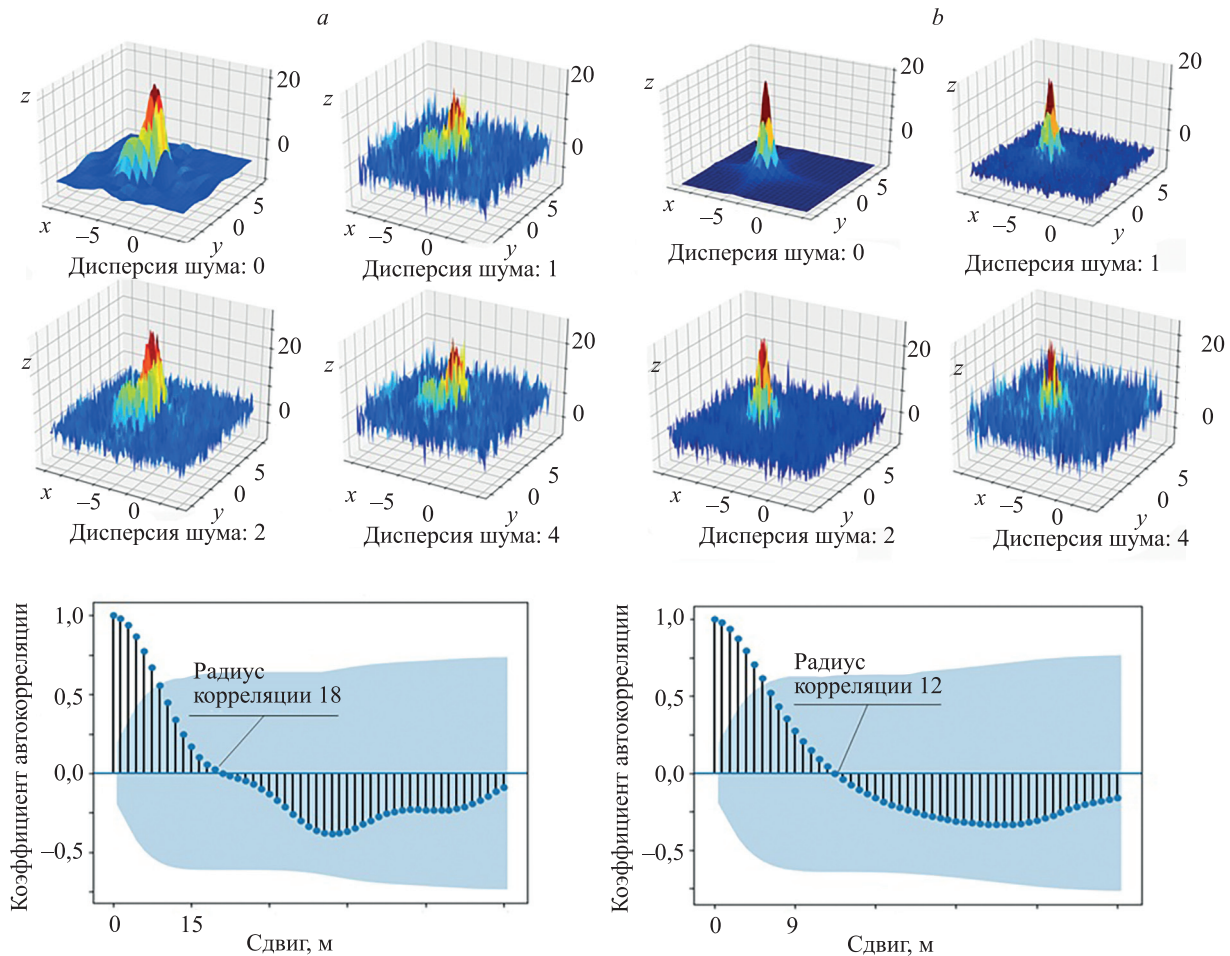 a
b
20
z
0
5
x
−5
0
0
y
Дисперсия шума: 0
20
z
0
5
x
−5
0
0
y
Дисперсия шума: 1
20
z
0
5
x
−5
0
0
y
Дисперсия шума: 0
20
z
0
5
x
−5
0
0
y
Дисперсия шума: 1
20
z
0
5
x
−5
0
0
y
Дисперсия шума: 2
20
z
0
5
x
−5
0
0
y
Дисперсия шума: 4
20
z
0
5
x
−5
0
0
y
Дисперсия шума: 2
20
z
0
5
x
−5
0
0
y
Дисперсия шума: 4
Коэффициент автокорреляции
1,0
0,5
0,0
−0,5
Радиус
корреляции 18
0
15
Сдвиг, м
Коэффициент автокорреляции
1,0
0,5
0,0
−0,5
Радиус
корреляции 12
0
9
Сдвиг, м